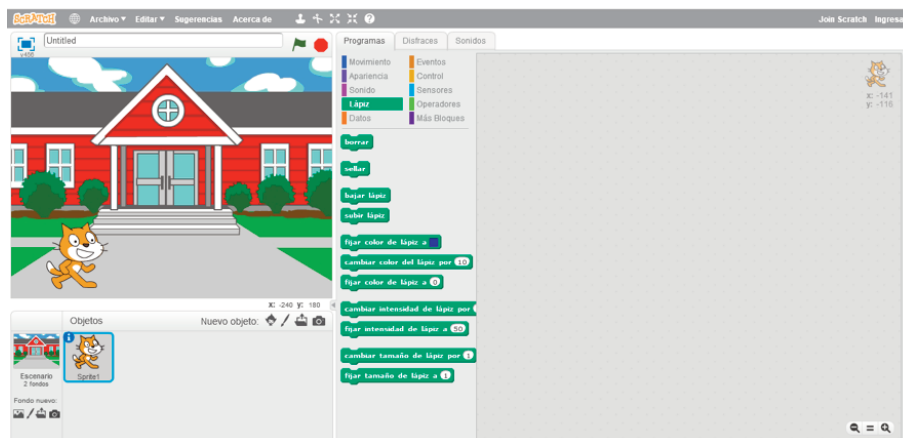 SCRATCH Archivo Editar Sugerencias Acerca de Join Scratch Ingresa
Untitled
v456
Programas Disfraces Sonidos
Movimiento Eventos
Apariencia Control
Sonido Sensores
Lápiz Operadores
Datos Más Bloques
borrar
sellar
bajar lápiz
subir lápiz
fijar color de lápiz a
cambiar color del lápiz por 10
fijar color de lápiz a 0
cambiar intensidad de lápiz por
fijar intensidad de lápiz a 50
cambiar tamaño de lápiz por 1
fijar tamaño de lápiz a 1
x: -141
y: -116
X: -240 y: 180
Objetos Nuevo objeto:
Escenario
2 fondos
Sprite1
Fondo nuevo: